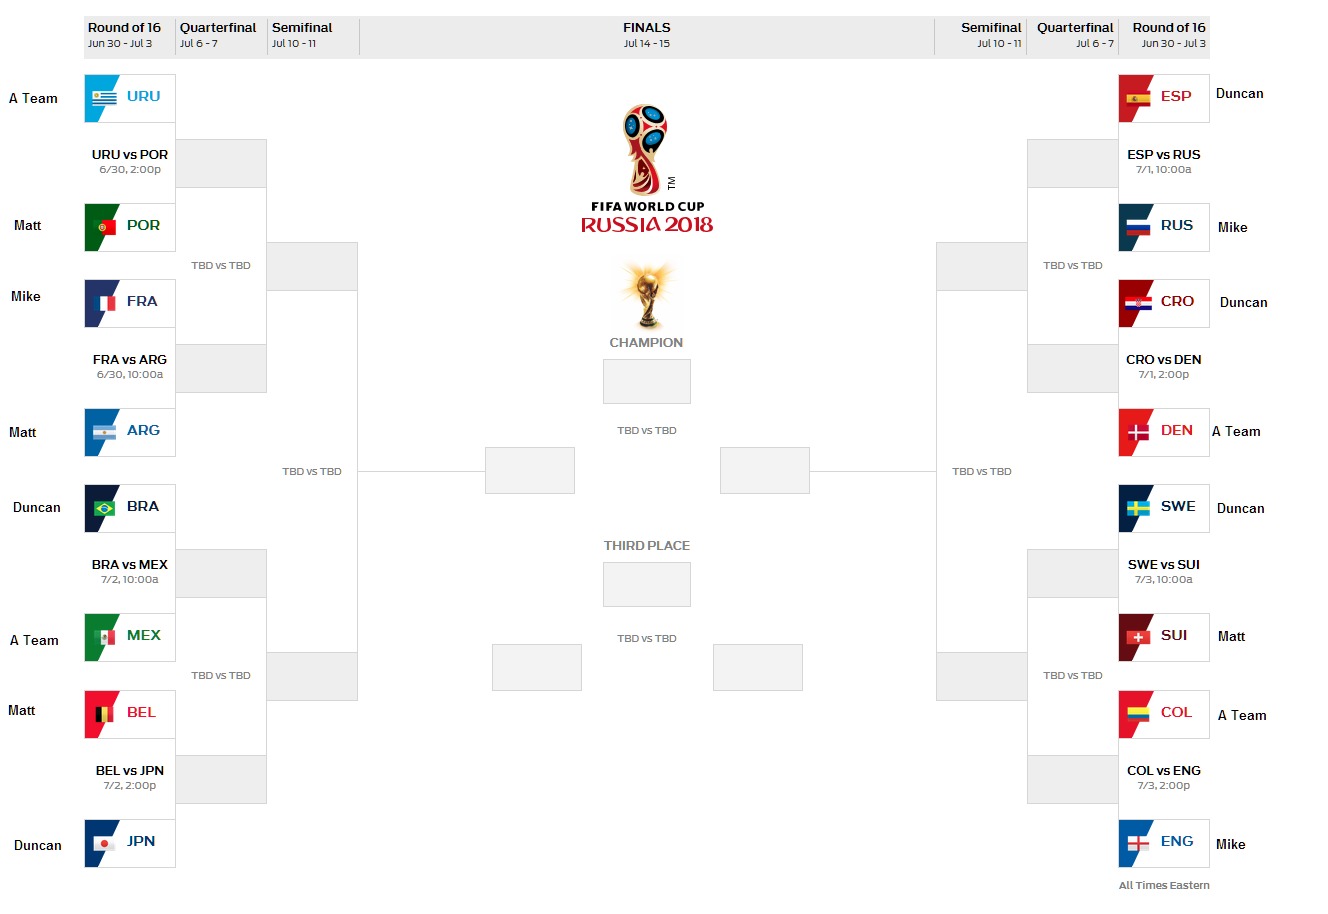 Round of 16 Quarterfinal Semifinal FINALS Semifinal Quarterfinal Round of 16
Jun 30 - Jul 3 Jul 6 - 7 Jul 10 - 11 Jul 14 - 15 Jul 10 - 11 Jul 6 - 7 Jun 30 - Jul 3
A Team URU
URU vs POR
6/30, 2:00p
Matt POR
TBD vs TBD
Mike FRA
FRA vs ARG
6/30, 10:00a
Matt ARG
TBD vs TBD
Duncan BRA
BRA vs MEX
7/2, 10:00a
A Team MEX
TBD vs TBD
Matt BEL
BEL vs JPN
7/2, 2:00p
Duncan JPN
TM
FIFA WORLD CUP
RUSSIA 2018
CHAMPION
TBD vs TBD
THIRD PLACE
TBD vs TBD
ESP Duncan
ESP vs RUS
7/1, 10:00a
RUS Mike
TBD vs TBD
CRO Duncan
CRO vs DEN
7/1, 2:00p
DEN A Team
TBD vs TBD
SWE Duncan
SWE vs SUI
7/3, 10:00a
SUI Matt
TBD vs TBD
COL A Team
COL vs ENG
7/3, 2:00p
ENG Mike
All Times Eastern